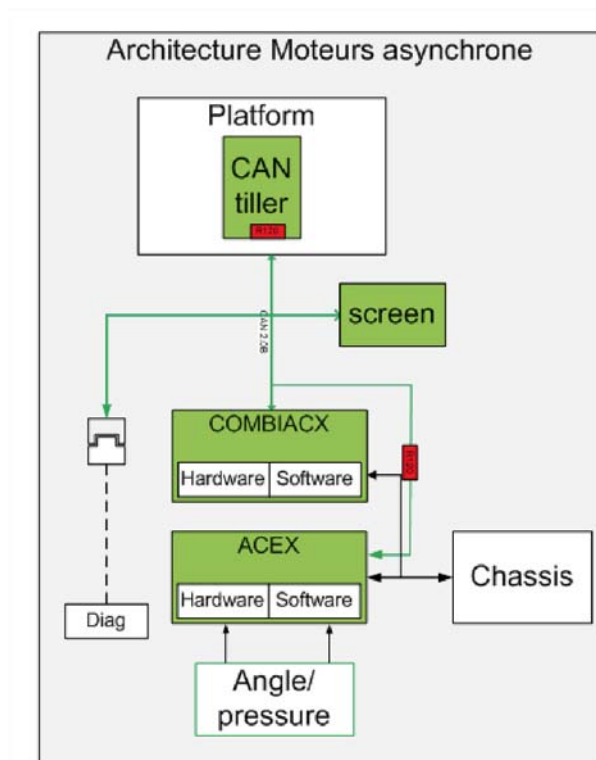 Architecture Moteurs asynchrone
Platform
CAN
tiller
R120
CAN 2.0B
screen
COMBIACX
Hardware
Software
R120
ACEX
Hardware
Software
Chassis
Diag
Angle/
pressure